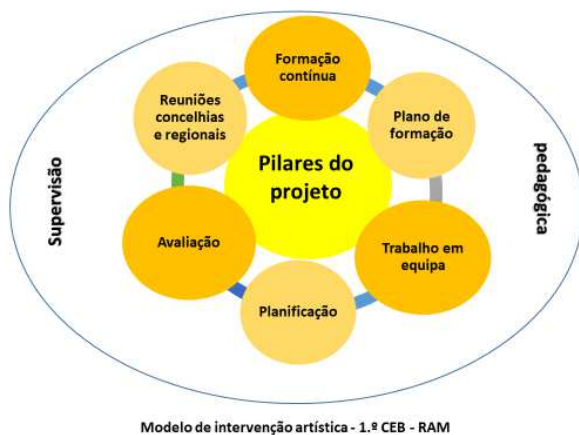 Formação
contínua
Reuniões
concelhias
e regionais
Plano de
formação
Pilares do
projeto
Supervisão
pedagógica
Avaliação
Trabalho em
equipa
Planificação
Modelo de intervenção artística - 1.º CEB - RAM